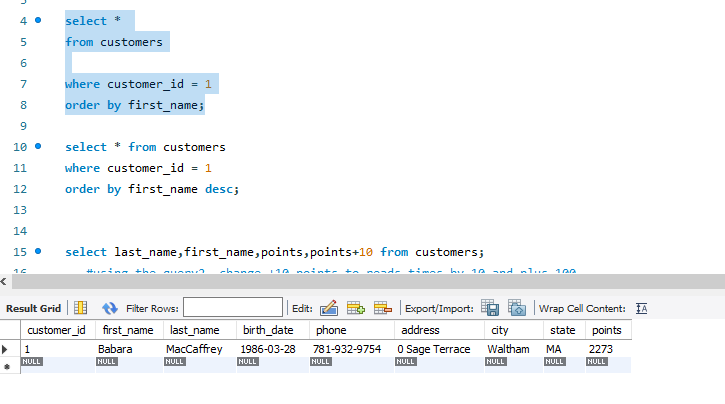 4 select *
5 from customers
6
7 where customer_id = 1
8 order by first_name;
9
10 select * from customers
11 where customer_id = 1
12 order by first_name desc;
13
14
15 select last_name,first_name,points,points+10 from customers;
16 #using the query2, change +10 points to reads times by 10 and plus 100
Result Grid Filter Rows: Edit: Export/Import: Wrap Cell Content: IA
customer_id first_name last_name birth_date phone address city state points
1 Babara MacCaffrey 1986-03-28 781-932-9754 0 Sage Terrace Waltham MA 2273
NULL NULL NULL NULL NULL NULL NULL NULL NULL